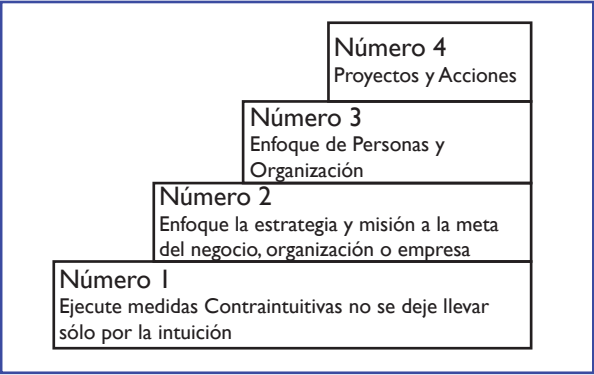 Número 4
Proyectos y Acciones
Número 3
Enfoque de Personas y
Organización
Número 2
Enfoque la estrategia y misión a la meta
del negocio, organización o empresa
Número 1
Ejecute medidas Contraintuitivas no se deje llevar
sólo por la intuición